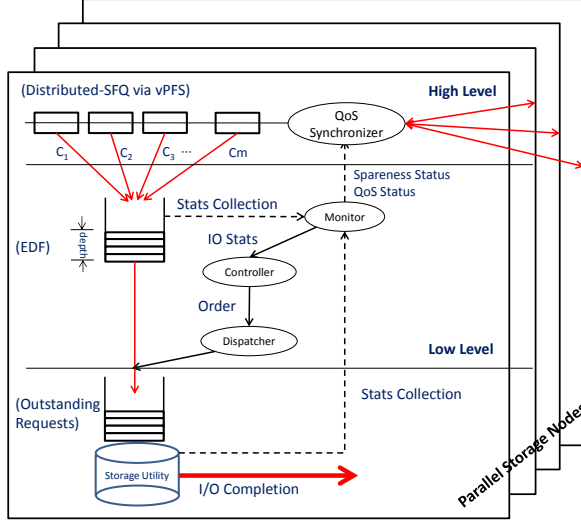 (Distributed-SFQ via vPFS)
High Level
QoS
Synchronizer
C1
C2
C3 ...
Cm
Spareness Status
QoS Status
Stats Collection
Monitor
(EDF)
depth
IO Stats
Controller
Order
Dispatcher
Low Level
Stats Collection
(Outstanding
Requests)
Storage Utility
I/O Completion
Parallel Storage Nodes